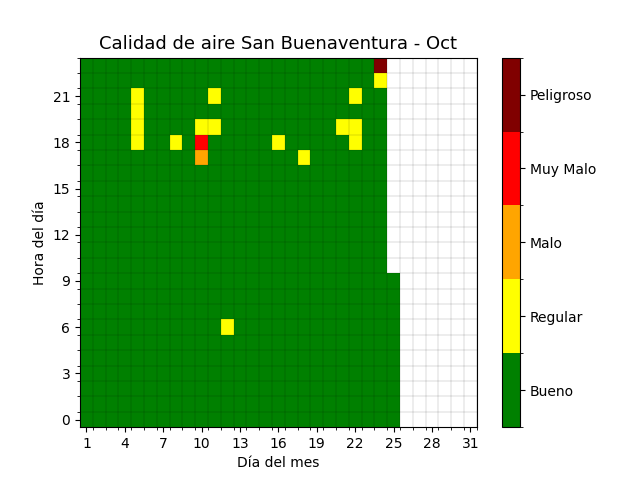 Calidad de aire San Buenaventura - Oct
Hora del día
21
18
15
12
9
6
3
0
1 4 7 10 13 16 19 22 25 28 31
Día del mes
Peligroso
Muy Malo
Malo
Regular
Bueno